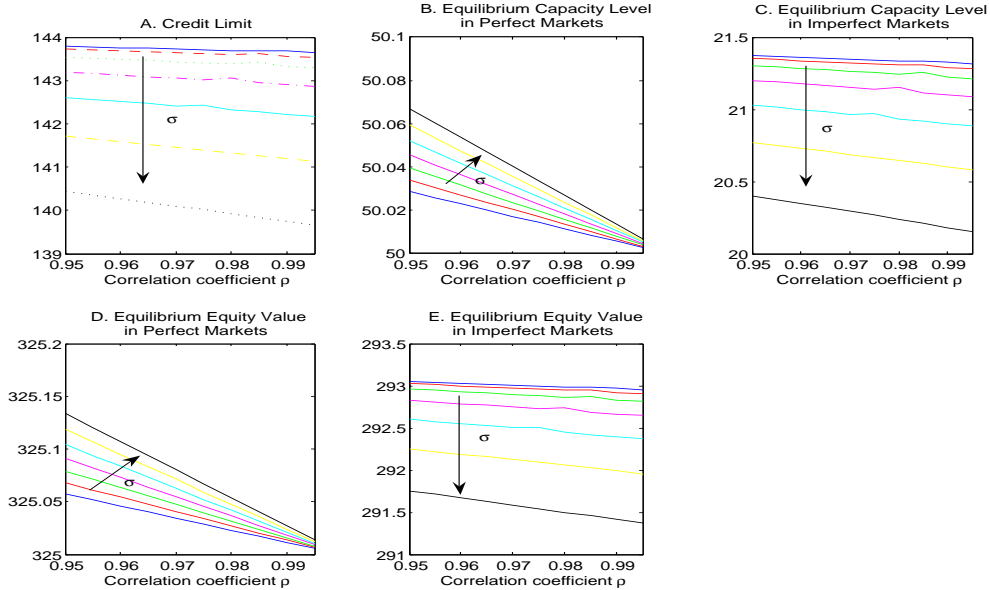 A. Credit Limit
144
143
142
141
140
139
0.95 0.96 0.97 0.98 0.99
Correlation coefficient ρ
σ
B. Equilibrium Capacity Level
in Perfect Markets
50.1
50.08
50.06
50.04
50.02
50
0.95 0.96 0.97 0.98 0.99
Correlation coefficient ρ
σ
C. Equilibrium Capacity Level
in Imperfect Markets
21.5
21
20.5
20
0.95 0.96 0.97 0.98 0.99
Correlation coefficient ρ
σ
D. Equilibrium Equity Value
in Perfect Markets
325.2
325.15
325.1
325.05
325
0.95 0.96 0.97 0.98 0.99
Correlation coefficient ρ
σ
E. Equilibrium Equity Value
in Imperfect Markets
293.5
293
292.5
292
291.5
291
0.95 0.96 0.97 0.98 0.99
Correlation coefficient ρ
σ